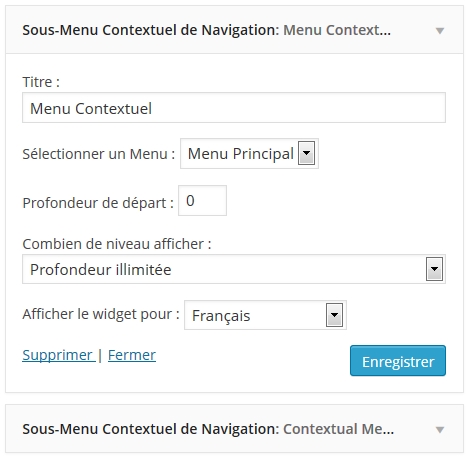 Sous-Menu Contextuel de Navigation: Menu Context...
Titre :
Menu Contextuel
Sélectionner un Menu : Menu Principal
Profondeur de départ : 0
Combien de niveau afficher :
Profondeur illimitée
Afficher le widget pour : Français
Supprimer | Fermer Enregistrer
Sous-Menu Contextuel de Navigation: Contextual Me...